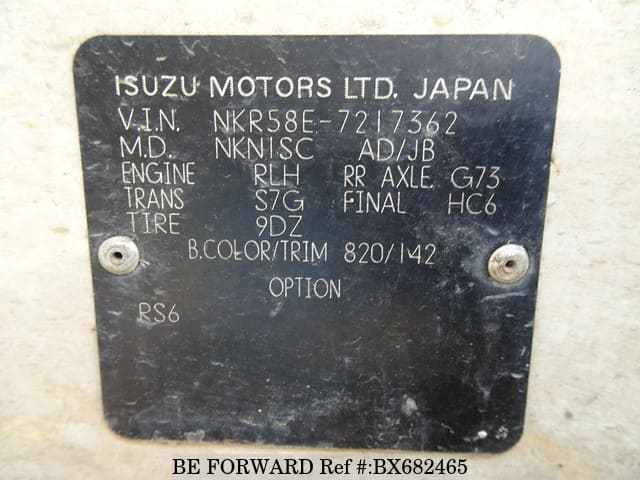 ISUZU MOTORS LTD. JAPAN
V.I.N. NKR58E-7217362
M.D. NKN1SC AD/JB
ENGINE RLH RR AXLE. G73
TRANS S7G FINAL HC6
TIRE 9DZ
B.COLOR/TRIM 820/142
OPTION
RS6
BE FORWARD Ref #:BX682465